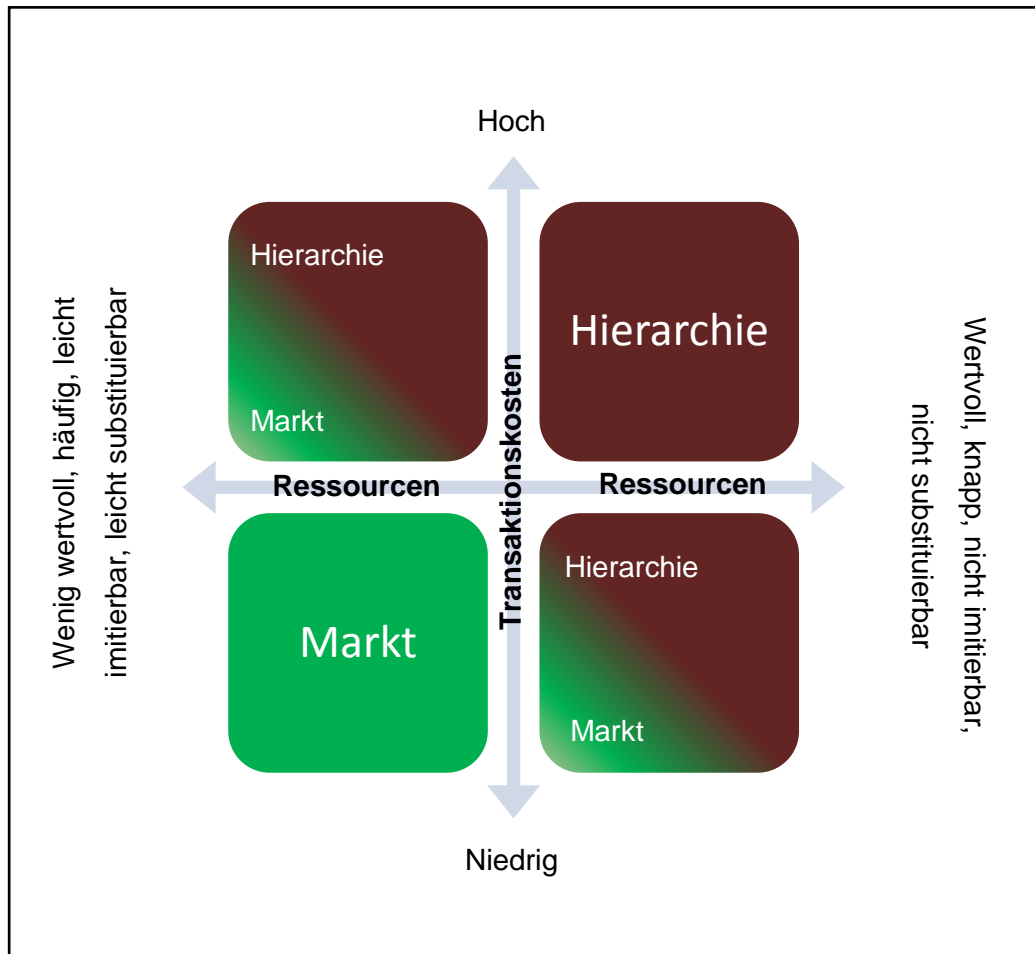 Hoch
Hierarchie
Markt
Hierarchie
Wenig wertvoll, häufig, leicht
imitierbar, leicht substituierbar
Ressourcen
Transaktionskosten
Ressourcen
Wertvoll, knapp, nicht imitierbar,
nicht substituierbar
Markt
Hierarchie
Markt
Niedrig